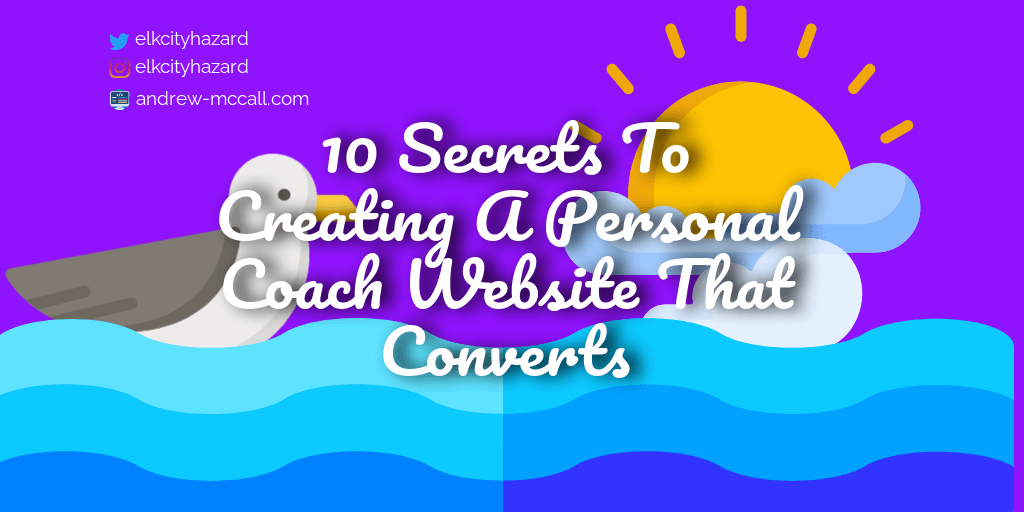 elkcityhazard
elkcityhazard
andrew-mccall.com
10 Secrets To
Creating A Personal
Coach Website That
Converts